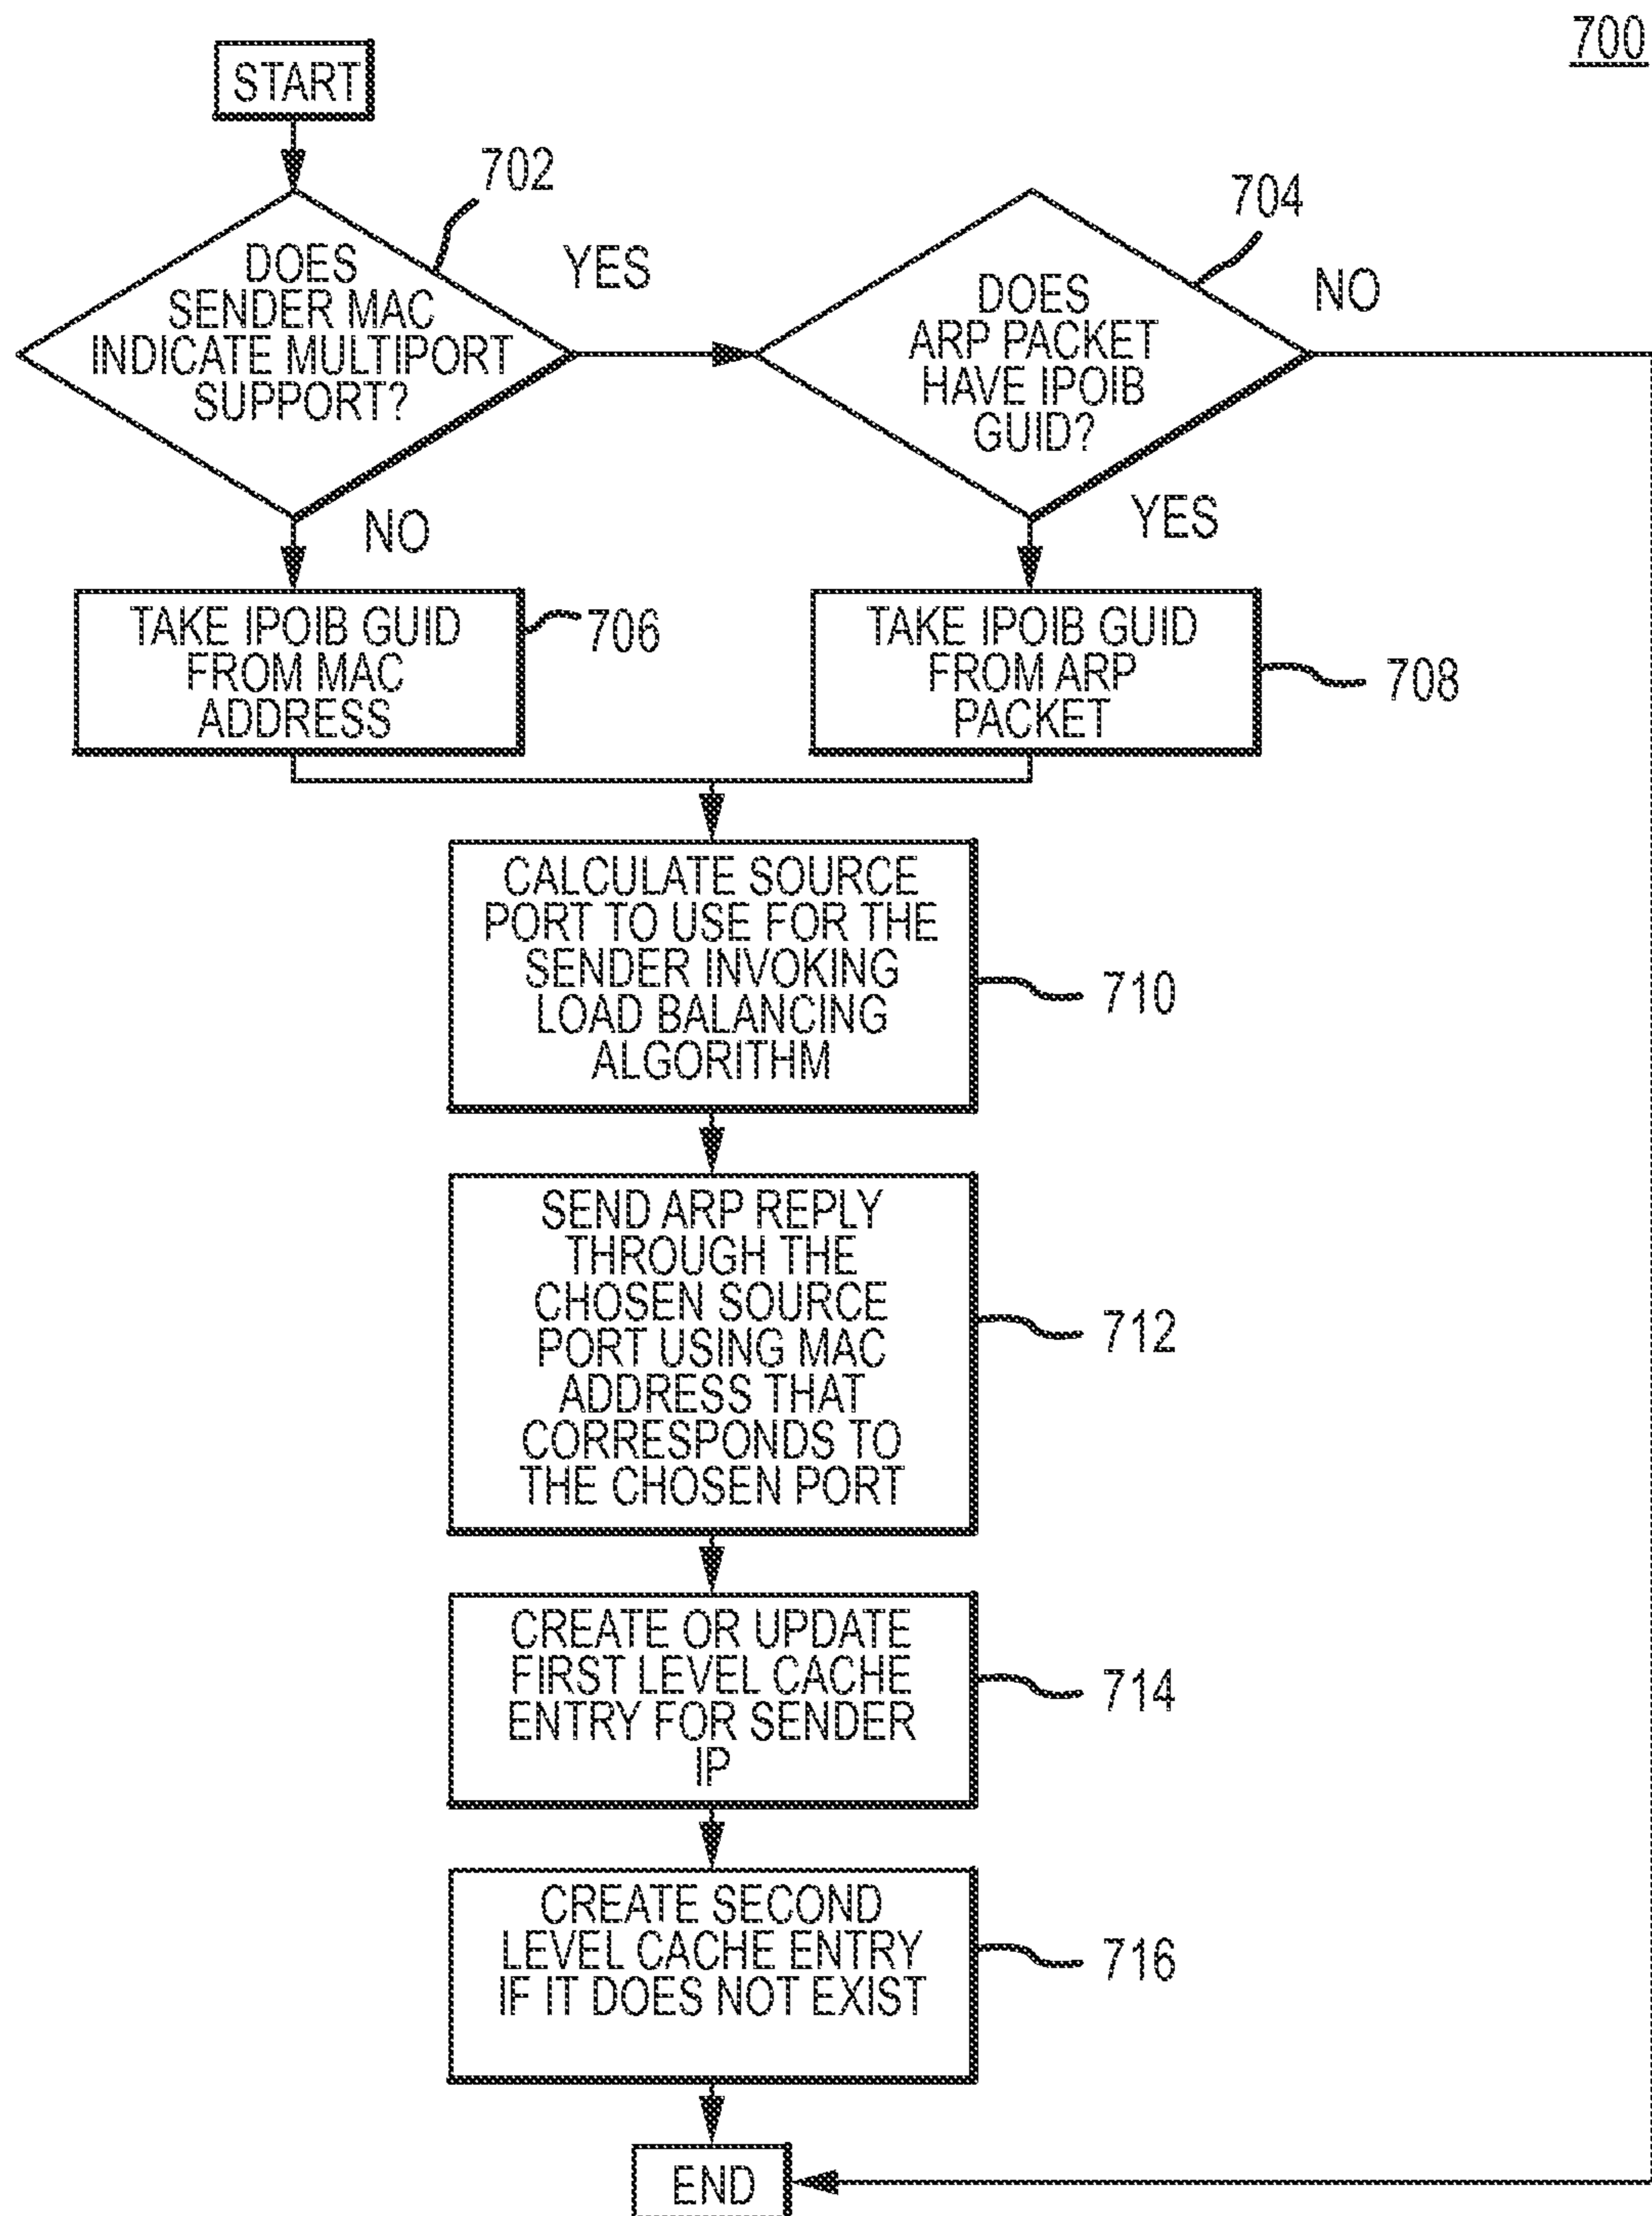 700
START
702
DOES
SENDER MAC
INDICATE MULTIPORT
SUPPORT?
YES
NO
704
DOES
ARP PACKET
HAVE IPOIB
GUID?
NO
YES
TAKE IPOIB GUID
FROM MAC
ADDRESS
706
TAKE IPOIB GUID
FROM ARP
PACKET
708
CALCULATE SOURCE
PORT TO USE FOR THE
SENDER INVOKING
LOAD BALANCING
ALGORITHM
710
SEND ARP REPLY
THROUGH THE
CHOSEN SOURCE
PORT USING MAC
ADDRESS THAT
CORRESPONDS TO
THE CHOSEN PORT
712
CREATE OR UPDATE
FIRST LEVEL CACHE
ENTRY FOR SENDER
IP
714
CREATE SECOND
LEVEL CACHE ENTRY
IF IT DOES NOT EXIST
716
END